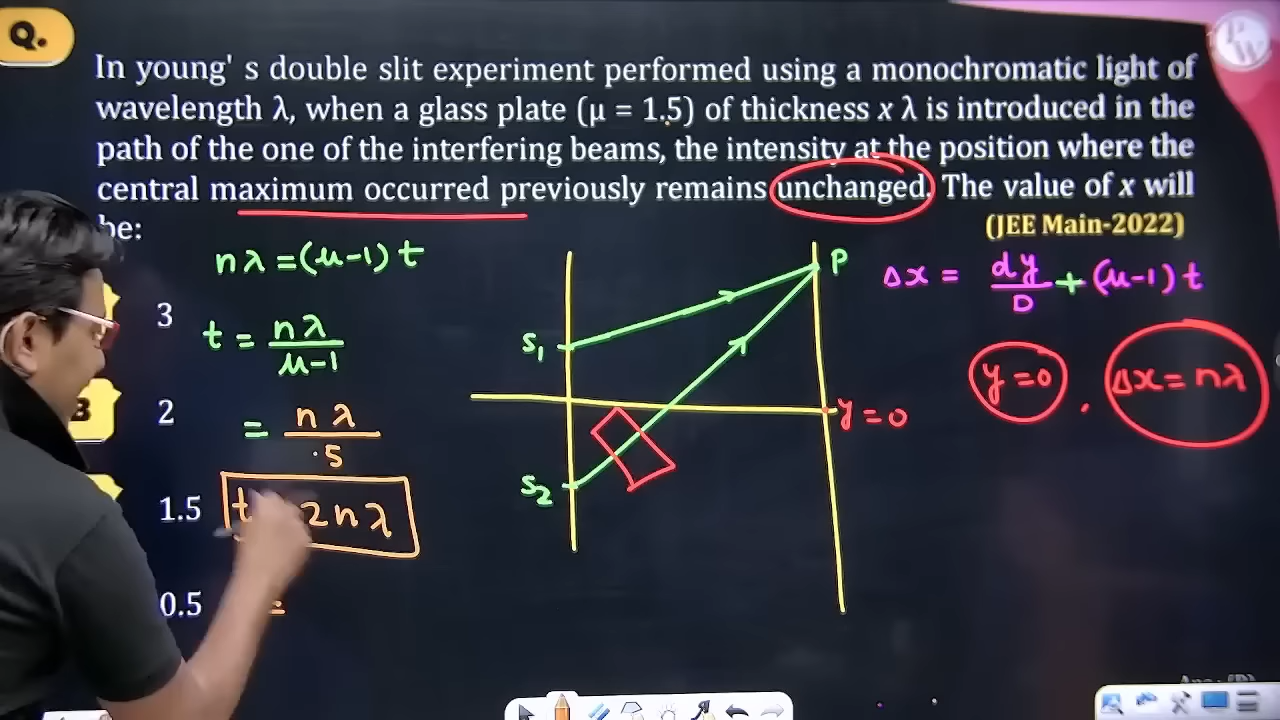 Q.
PW
In young' s double slit experiment performed using a monochromatic light of
wavelength λ, when a glass plate (μ = 1.5) of thickness x λ is introduced in the
path of the one of the interfering beams, the intensity at the position where the
central maximum occurred previously remains unchanged. The value of x will
be:
(JEE Main-2022)
nλ = (μ-1) t
t = nλ / μ-1
= nλ / .5
t 2nλ
=
3
B 2
1.5
0.5
S1
S2
P
y = 0
Δx = dy/D + (μ-1) t
y = 0 , Δx = nλ